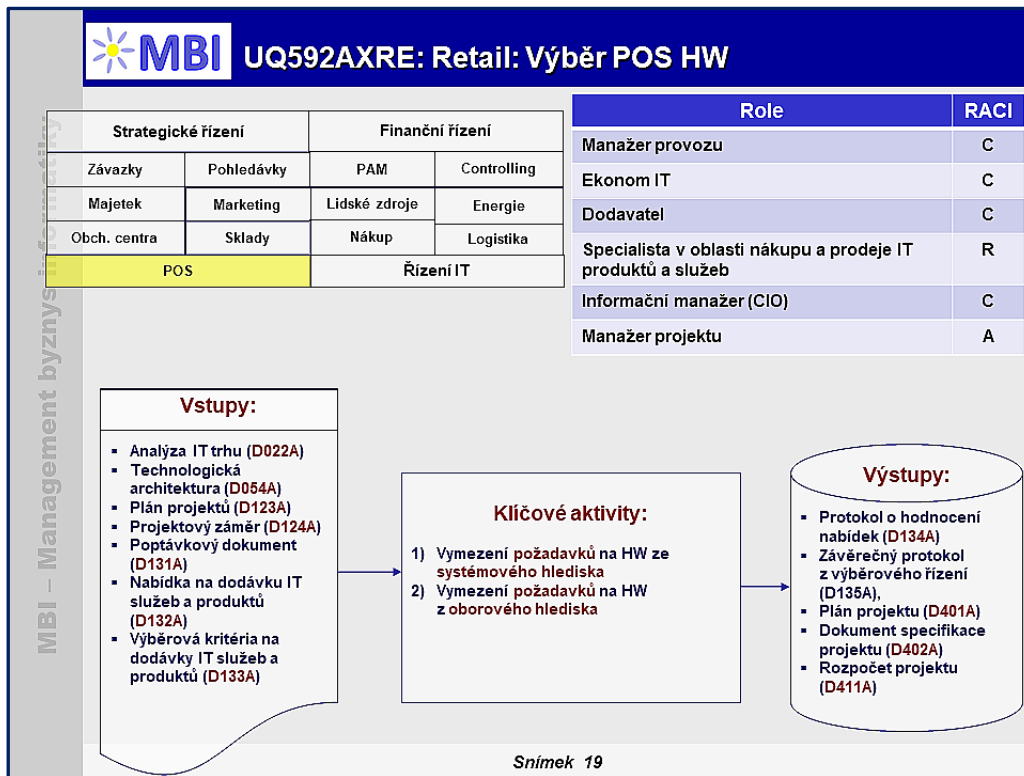 MBI
UQ592AXRE: Retail: Výběr POS HW
MBI – Management byznys informatiky
Strategické řízení
Finanční řízení
Závazky
Pohledávky
PAM
Controlling
Majetek
Marketing
Lidské zdroje
Energie
Obch. centra
Sklady
Nákup
Logistika
POS
Řízení IT
Role
RACI
Manažer provozu
C
Ekonom IT
C
Dodavatel
C
Specialista v oblasti nákupu a prodeje IT
produktů a služeb
R
Informační manažer (CIO)
C
Manažer projektu
A
Vstupy:
▪ Analýza IT trhu (D022A)
▪ Technologická
architektura (D054A)
▪ Plán projektů (D123A)
▪ Projektový záměr (D124A)
▪ Poptávkový dokument
(D131A)
▪ Nabídka na dodávku IT
služeb a produktů
(D132A)
▪ Výběrová kritéria na
dodávky IT služeb a
produktů (D133A)
Klíčové aktivity:
1) Vymezení požadavků na HW ze
systémového hlediska
2) Vymezení požadavků na HW
z oborového hlediska
Výstupy:
▪ Protokol o hodnocení
nabídek (D134A)
▪ Závěrečný protokol
z výběrového řízení
(D135A),
▪ Plán projektu (D401A)
▪ Dokument specifikace
projektu (D402A)
▪ Rozpočet projektu
(D411A)
Snímek 19